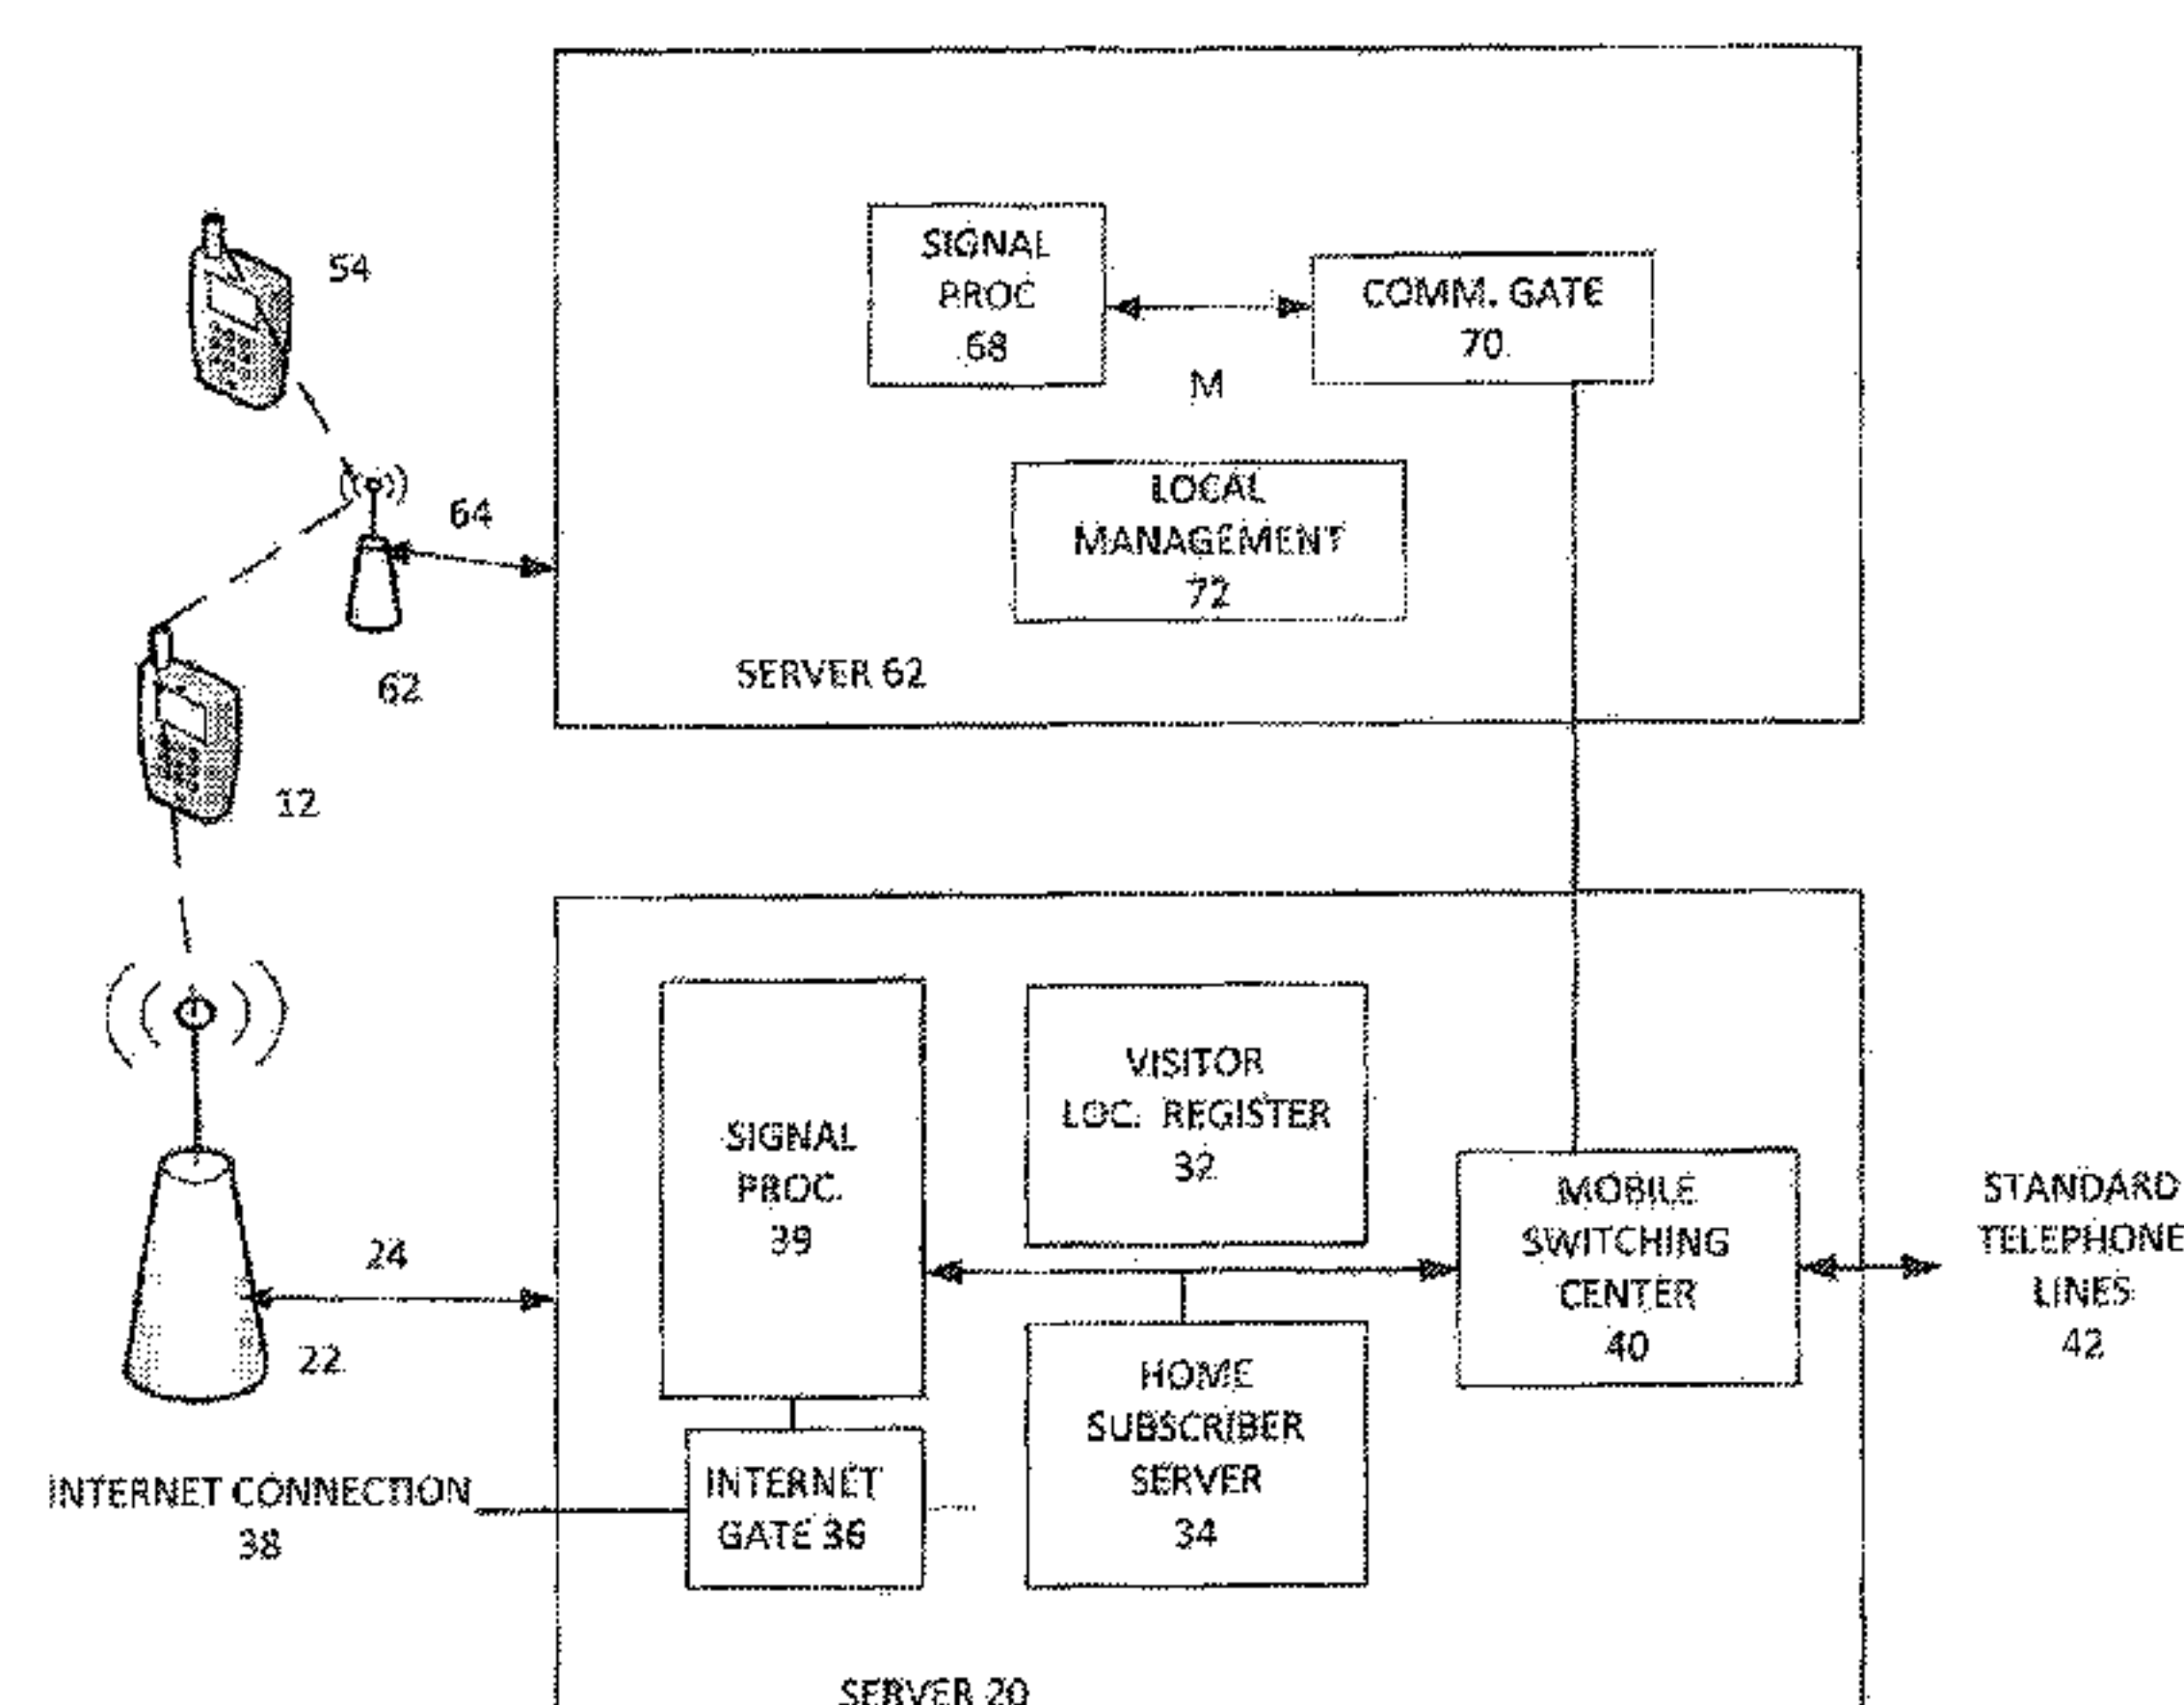 54
SIGNAL
PROC
68
COMM. GATE
70
M
64
LOCAL
MANAGEMENT
72
SERVER 62
62
12
SIGNAL
PROC.
39
VISITOR
LOC. REGISTER
32
MOBILE
SWITCHING
CENTER
40
STANDARD
TELEPHONE
LINES
42
24
22
HOME
SUBSCRIBER
SERVER
34
INTERNET CONNECTION
38
INTERNET
GATE 36
SERVER 20